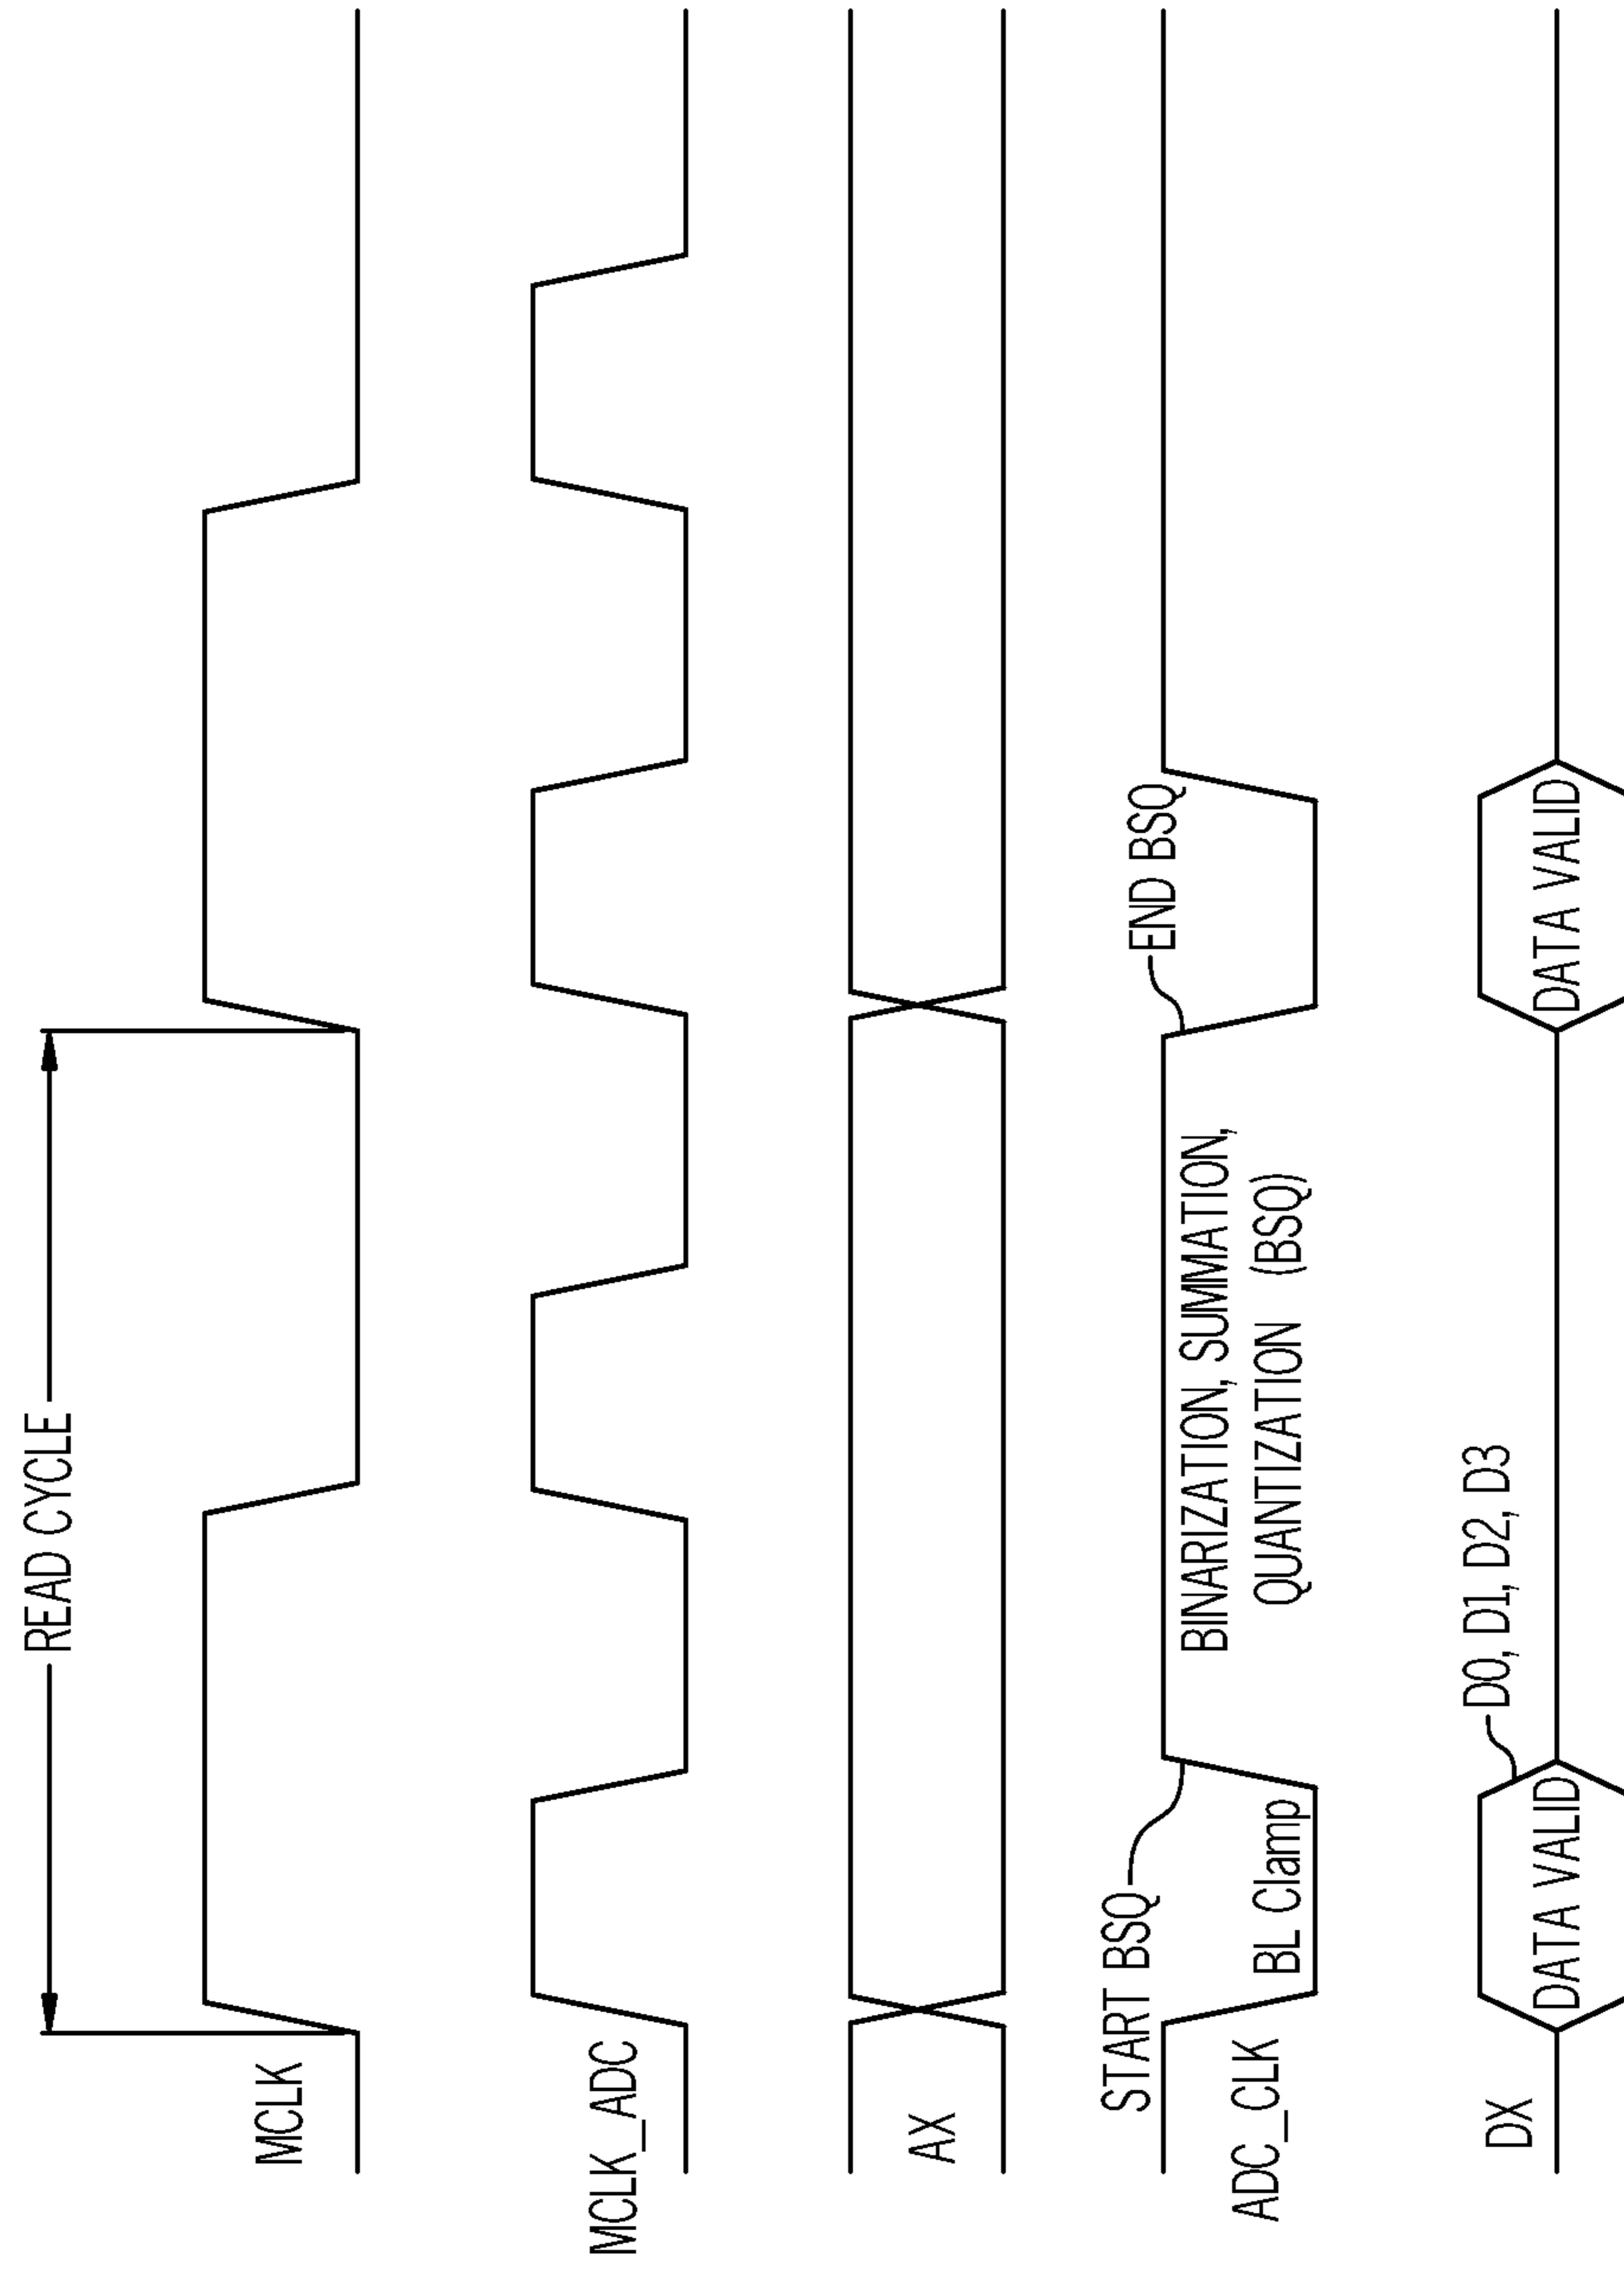 READ CYCLE
MCLK
MCLK_ADC
AX
START BSQ
END BSQ
ADC_CLK
BL Clamp
BINARIZATION, SUMMATION,
QUANTIZATION (BSQ)
D0, D1, D2, D3
DX
DATA VALID
DATA VALID